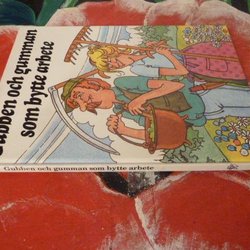 Gubben och gumman
som bytte arbete
Gubben och gumman som bytte arbete